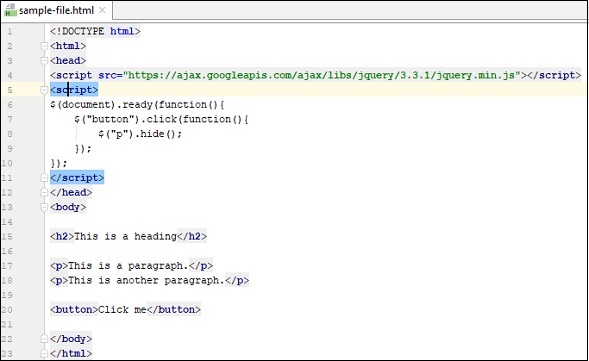 sample-file.html
1 <!DOCTYPE html>
2 <html>
3 <head>
4 <script src="https://ajax.googleapis.com/ajax/libs/jquery/3.3.1/jquery.min.js"></script>
5 <script>
6 $(document).ready(function(){
7     $("button").click(function(){
8         $("p").hide();
9     });
10 });
11 </script>
12 </head>
13 <body>
14
15 <h2>This is a heading</h2>
16
17 <p>This is a paragraph.</p>
18 <p>This is another paragraph.</p>
19
20 <button>Click me</button>
21
22 </body>
23 </html>